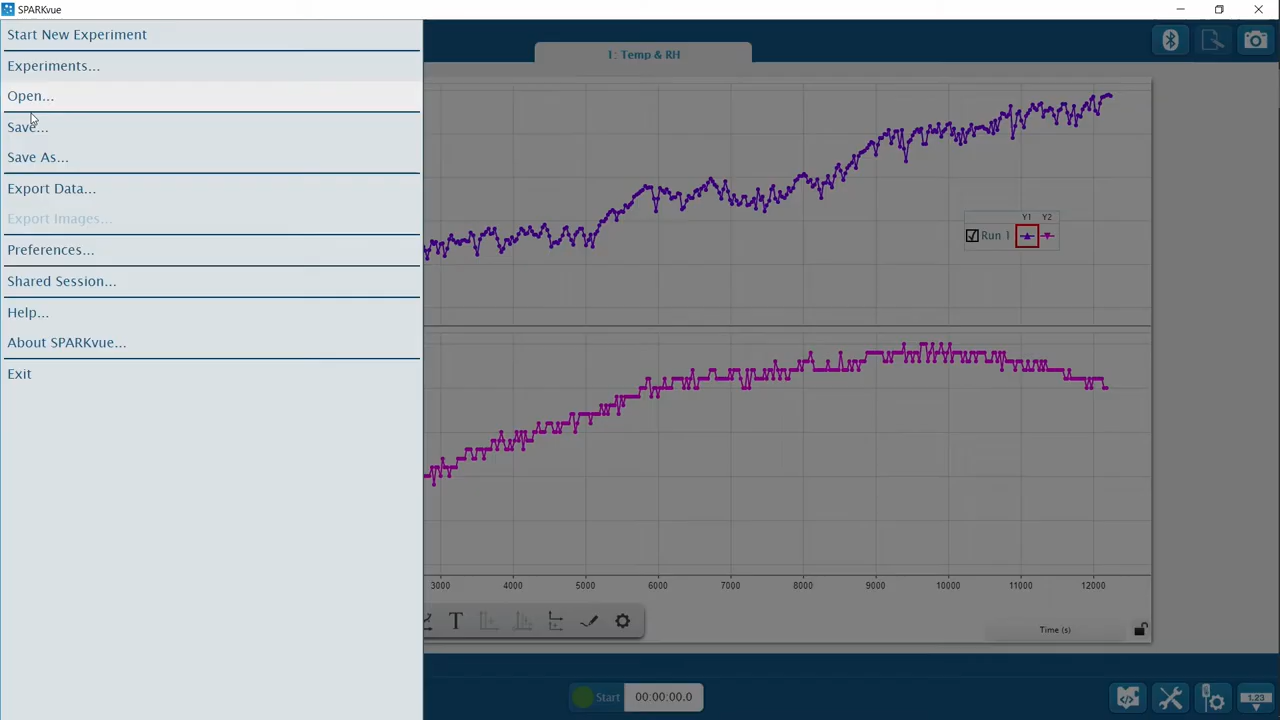 SPARKvue
Start New Experiment
Experiments...
Open...
Save...
Save As...
Export Data...
Export Images...
Preferences...
Shared Session...
Help...
About SPARKvue...
Exit
1: Temp & RH
Y1 Y2
Run 1
3000 4000 5000 6000 7000 8000 9000 10000 11000 12000
T
Time (s)
Start 00:00:00.0
1.23